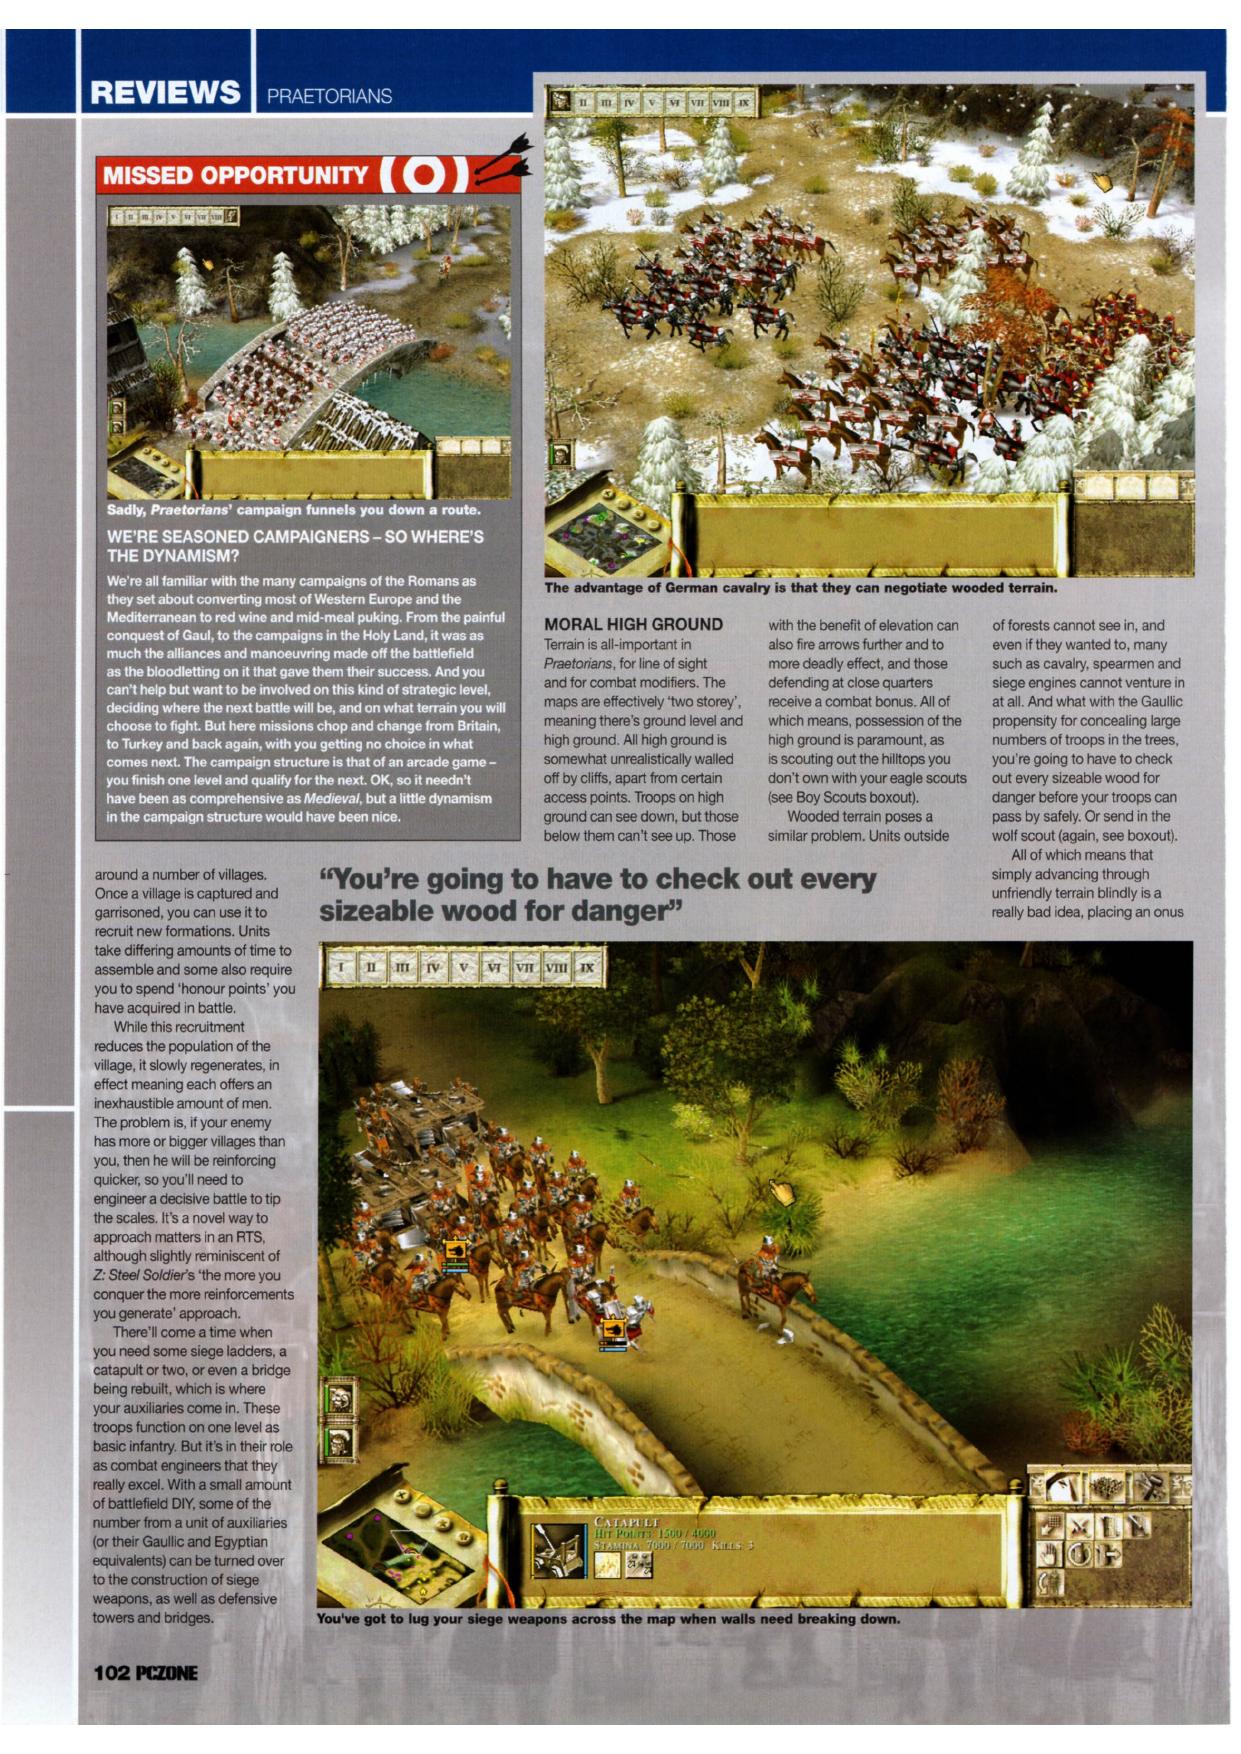 REVIEWS
PRAETORIANS
MISSED OPPORTUNITY
I II III IV V VI VII VIII
Sadly, Praetorians' campaign funnels you down a route.
WE'RE SEASONED CAMPAIGNERS – SO WHERE'S
THE DYNAMISM?
We're all familiar with the many campaigns of the Romans as
they set about converting most of Western Europe and the
Mediterranean to red wine and mid-meal puking. From the painful
conquest of Gaul, to the campaigns in the Holy Land, it was as
much the alliances and manoeuvring made off the battlefield
as the bloodletting on it that gave them their success. And you
can't help but want to be involved on this kind of strategic level,
deciding where the next battle will be, and on what terrain you will
choose to fight. But here missions chop and change from Britain,
to Turkey and back again, with you getting no choice in what
comes next. The campaign structure is that of an arcade game –
you finish one level and qualify for the next. OK, so it needn't
have been as comprehensive as Medieval, but a little dynamism
in the campaign structure would have been nice.
II III IV V VI VII VIII IX
The advantage of German cavalry is that they can negotiate wooded terrain.
around a number of villages.
Once a village is captured and
garrisoned, you can use it to
recruit new formations. Units
take differing amounts of time to
assemble and some also require
you to spend 'honour points' you
have acquired in battle.
While this recruitment
reduces the population of the
village, it slowly regenerates, in
effect meaning each offers an
inexhaustible amount of men.
The problem is, if your enemy
has more or bigger villages than
you, then he will be reinforcing
quicker, so you'll need to
engineer a decisive battle to tip
the scales. It's a novel way to
approach matters in an RTS,
although slightly reminiscent of
Z: Steel Soldier's 'the more you
conquer the more reinforcements
you generate' approach.
There'll come a time when
you need some siege ladders, a
catapult or two, or even a bridge
being rebuilt, which is where
your auxiliaries come in. These
troops function on one level as
basic infantry. But it's in their role
as combat engineers that they
really excel. With a small amount
of battlefield DIY, some of the
number from a unit of auxiliaries
(or their Gaullic and Egyptian
equivalents) can be turned over
to the construction of siege
weapons, as well as defensive
towers and bridges.
MORAL HIGH GROUND
Terrain is all-important in
Praetorians, for line of sight
and for combat modifiers. The
maps are effectively 'two storey',
meaning there's ground level and
high ground. All high ground is
somewhat unrealistically walled
off by cliffs, apart from certain
access points. Troops on high
ground can see down, but those
below them can't see up. Those
with the benefit of elevation can
also fire arrows further and to
more deadly effect, and those
defending at close quarters
receive a combat bonus. All of
which means, possession of the
high ground is paramount, as
is scouting out the hilltops you
don't own with your eagle scouts
(see Boy Scouts boxout).
Wooded terrain poses a
similar problem. Units outside
of forests cannot see in, and
even if they wanted to, many
such as cavalry, spearmen and
siege engines cannot venture in
at all. And what with the Gaullic
propensity for concealing large
numbers of troops in the trees,
you're going to have to check
out every sizeable wood for
danger before your troops can
pass by safely. Or send in the
wolf scout (again, see boxout).
All of which means that
simply advancing through
unfriendly terrain blindly is a
really bad idea, placing an onus
"You're going to have to check out every
sizeable wood for danger"
I II III IV V VI VII VIII IX
CATAPULT
HIT POINTS: 1500 / 4000
STAMINA: 7000 / 7000 KILLS: 3
You've got to lug your siege weapons across the map when walls need breaking down.
102 PCZONE